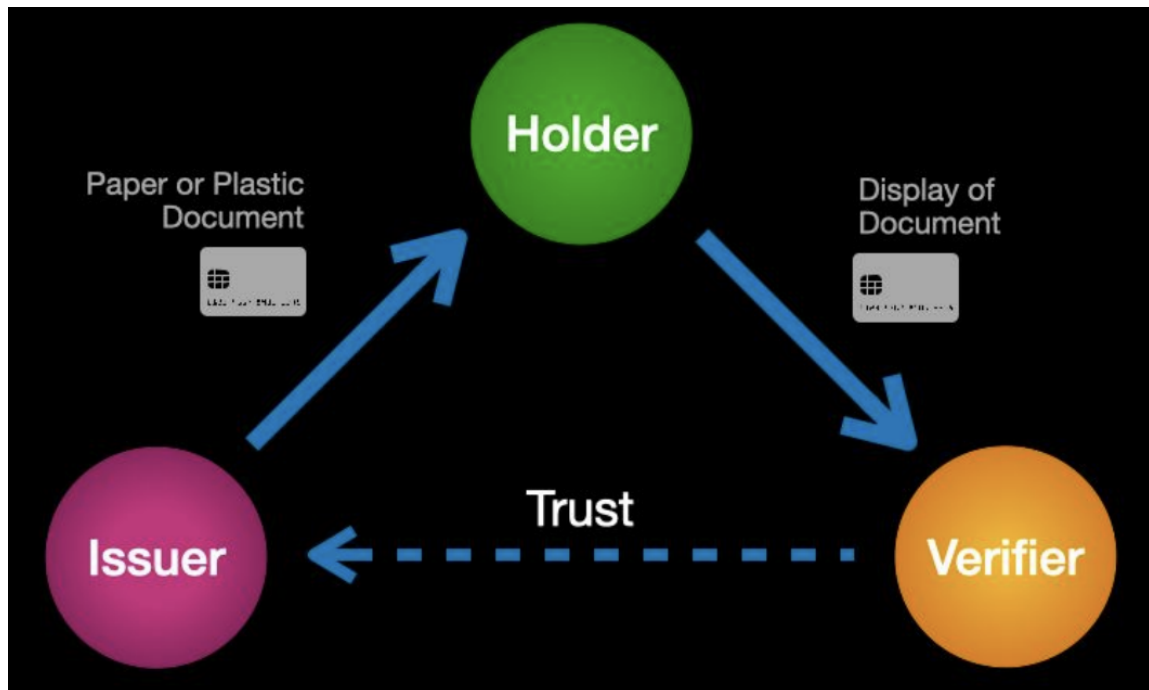 Holder
Paper or Plastic
Document
Display of
Document
Trust
Issuer
Verifier